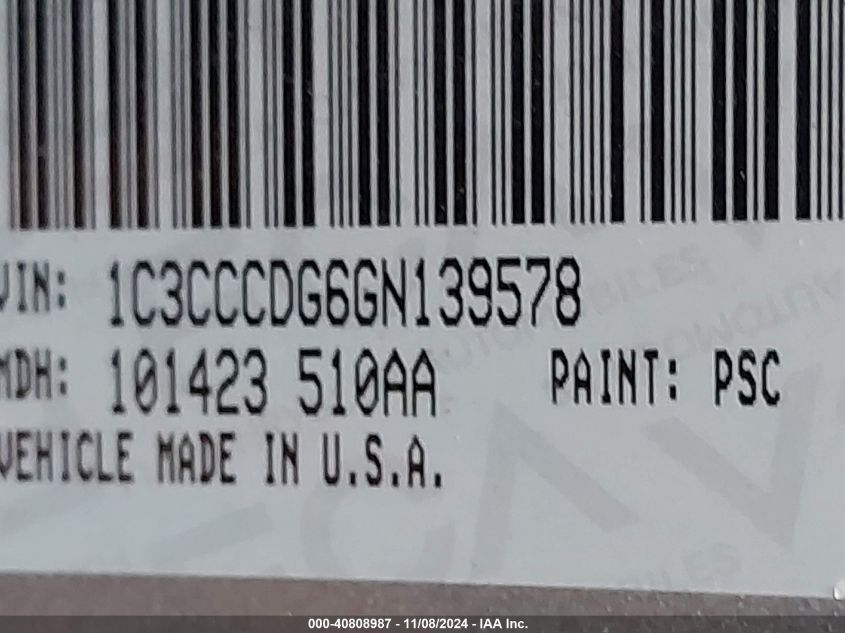 VIN: 1C3CCCDG6GN139578
MDH: 101423 510AA PAINT: PSC
VEHICLE MADE IN U.S.A.
000-40808987 - 11/08/2024 - IAA Inc.